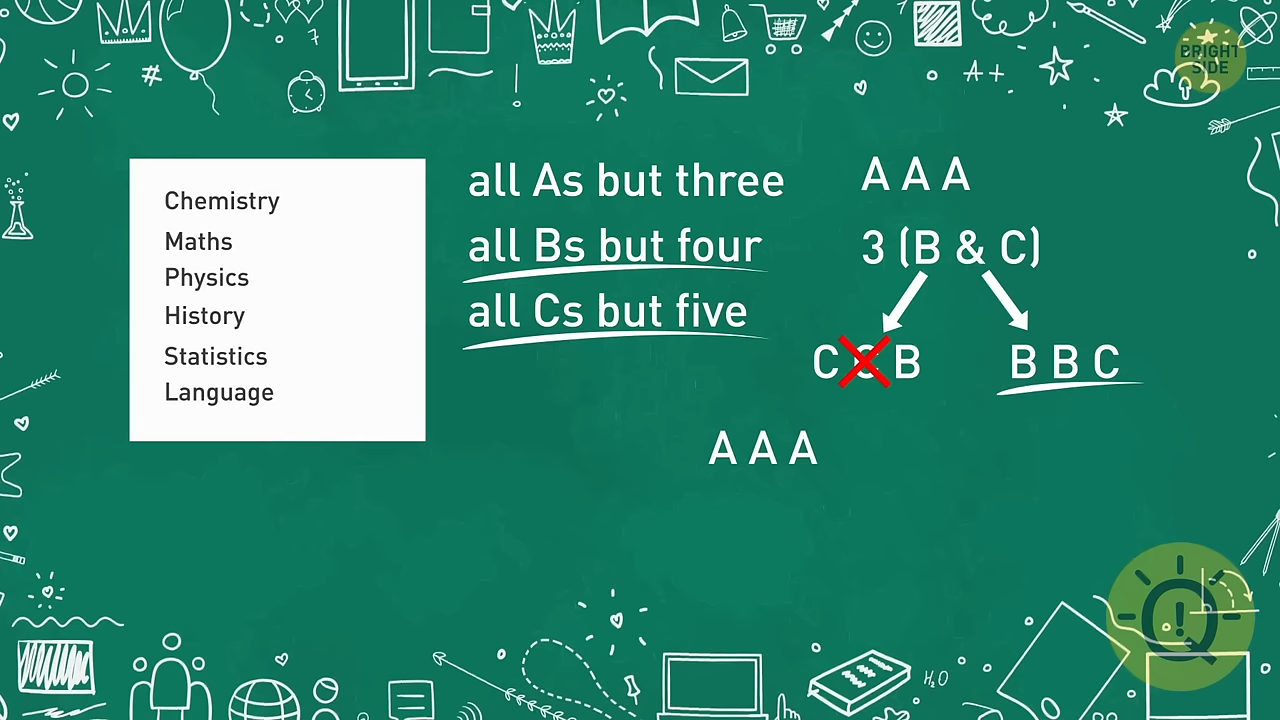 BRIGHT
SIDE
#
7
!
A+
Chemistry
Maths
Physics
History
Statistics
Language
all As but three
all Bs but four
all Cs but five
A A A
3 (B & C)
C C B
B B C
A A A
H₂O
Q!